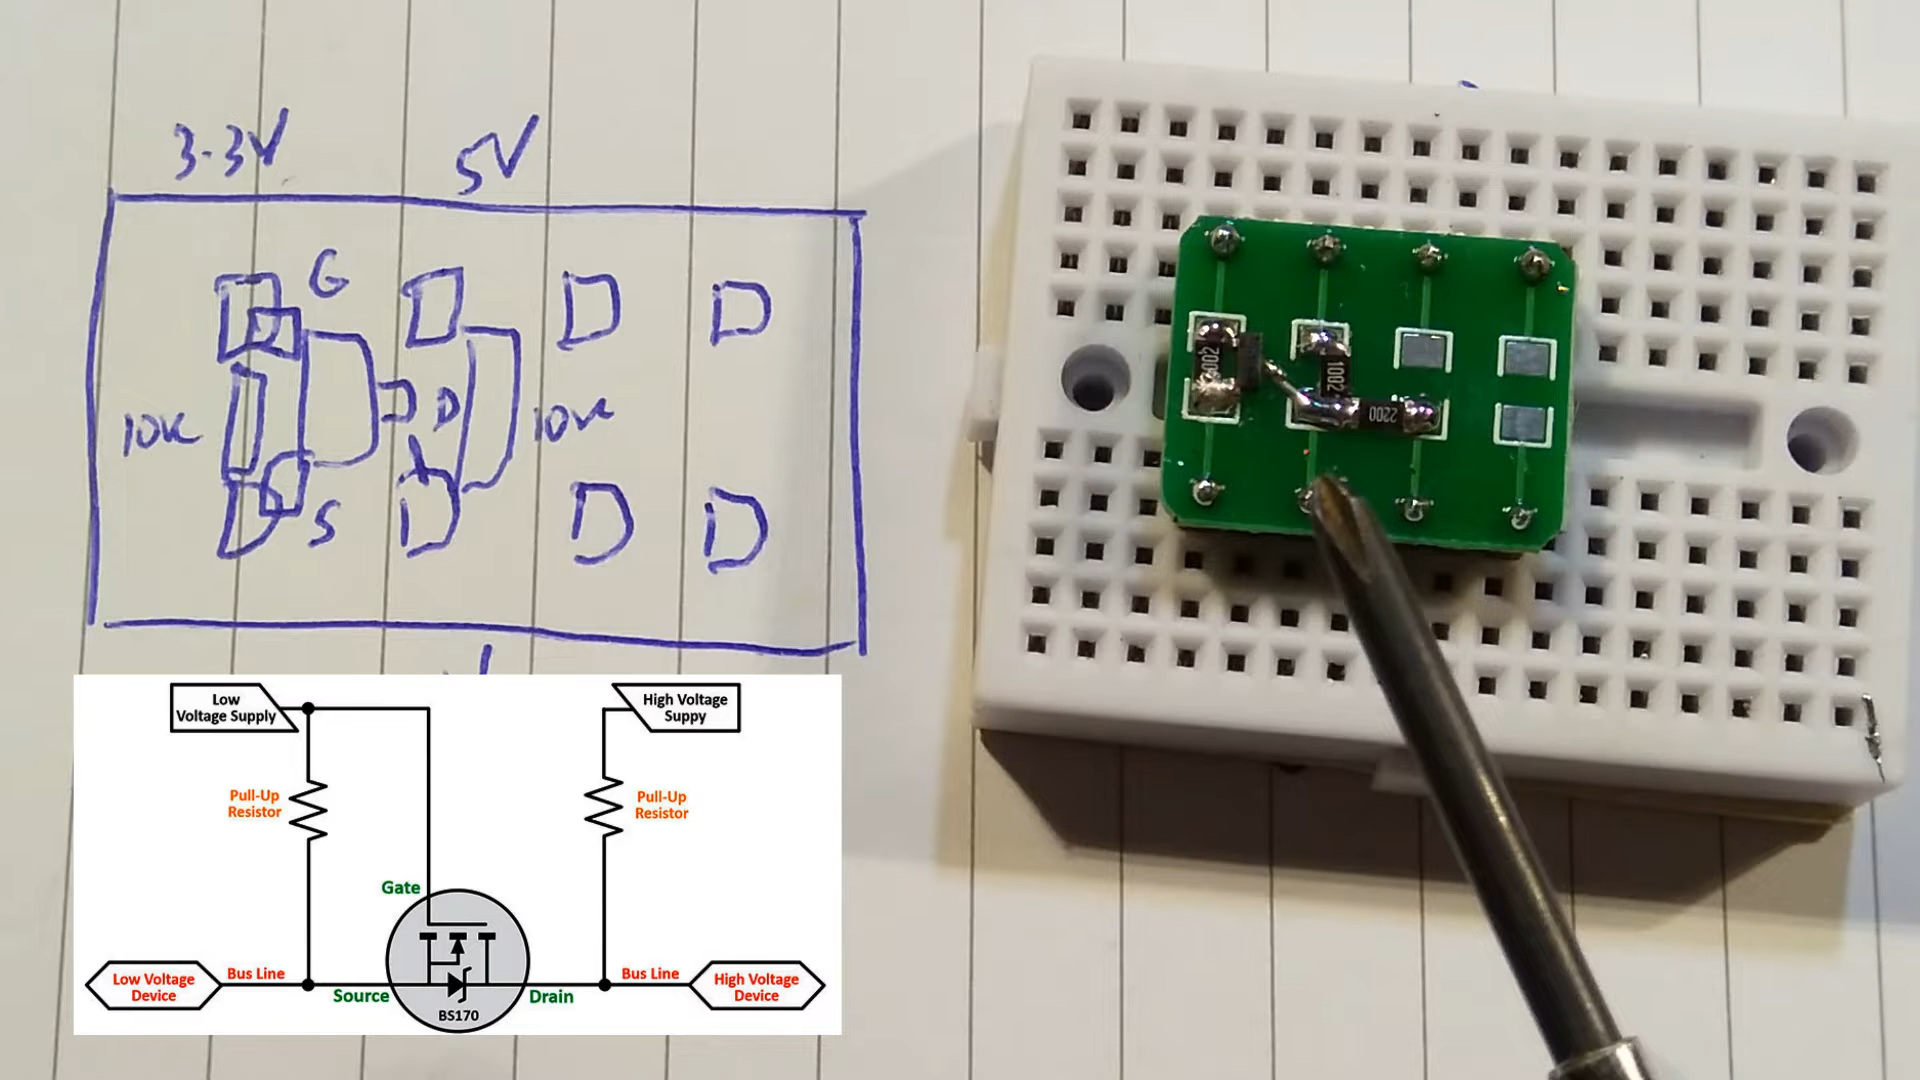 3.3V
5V
G
10K
D
10K
S
Low
Voltage Supply
High Voltage
Suppy
Pull-Up
Resistor
Pull-Up
Resistor
Gate
Low Voltage
Device
Bus Line
Source
BS170
Drain
Bus Line
High Voltage
Device
1002
1002
2200